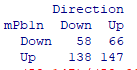 Direction
mPbln Down Up
Down 58 66
Up 138 147